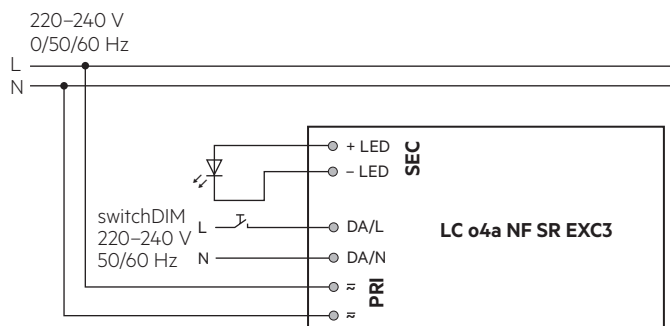 220–240 V
0/50/60 Hz
L
N
+ LED
– LED
SEC
switchDIM
220–240 V
50/60 Hz
L
N
DA/L
DA/N
LC o4a NF SR EXC3
PRI
≂
≂